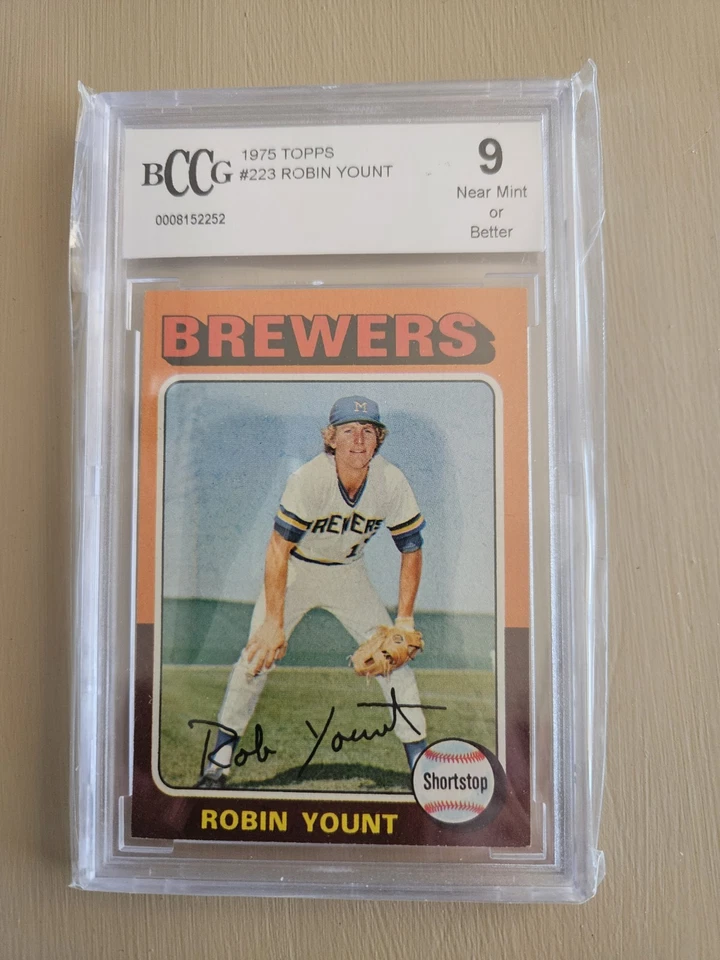 BCCG
1975 TOPPS
#223 ROBIN YOUNT
0008152252
9
Near Mint
or
Better
BREWERS
M
BREWERS
Rob Yount
Shortstop
ROBIN YOUNT